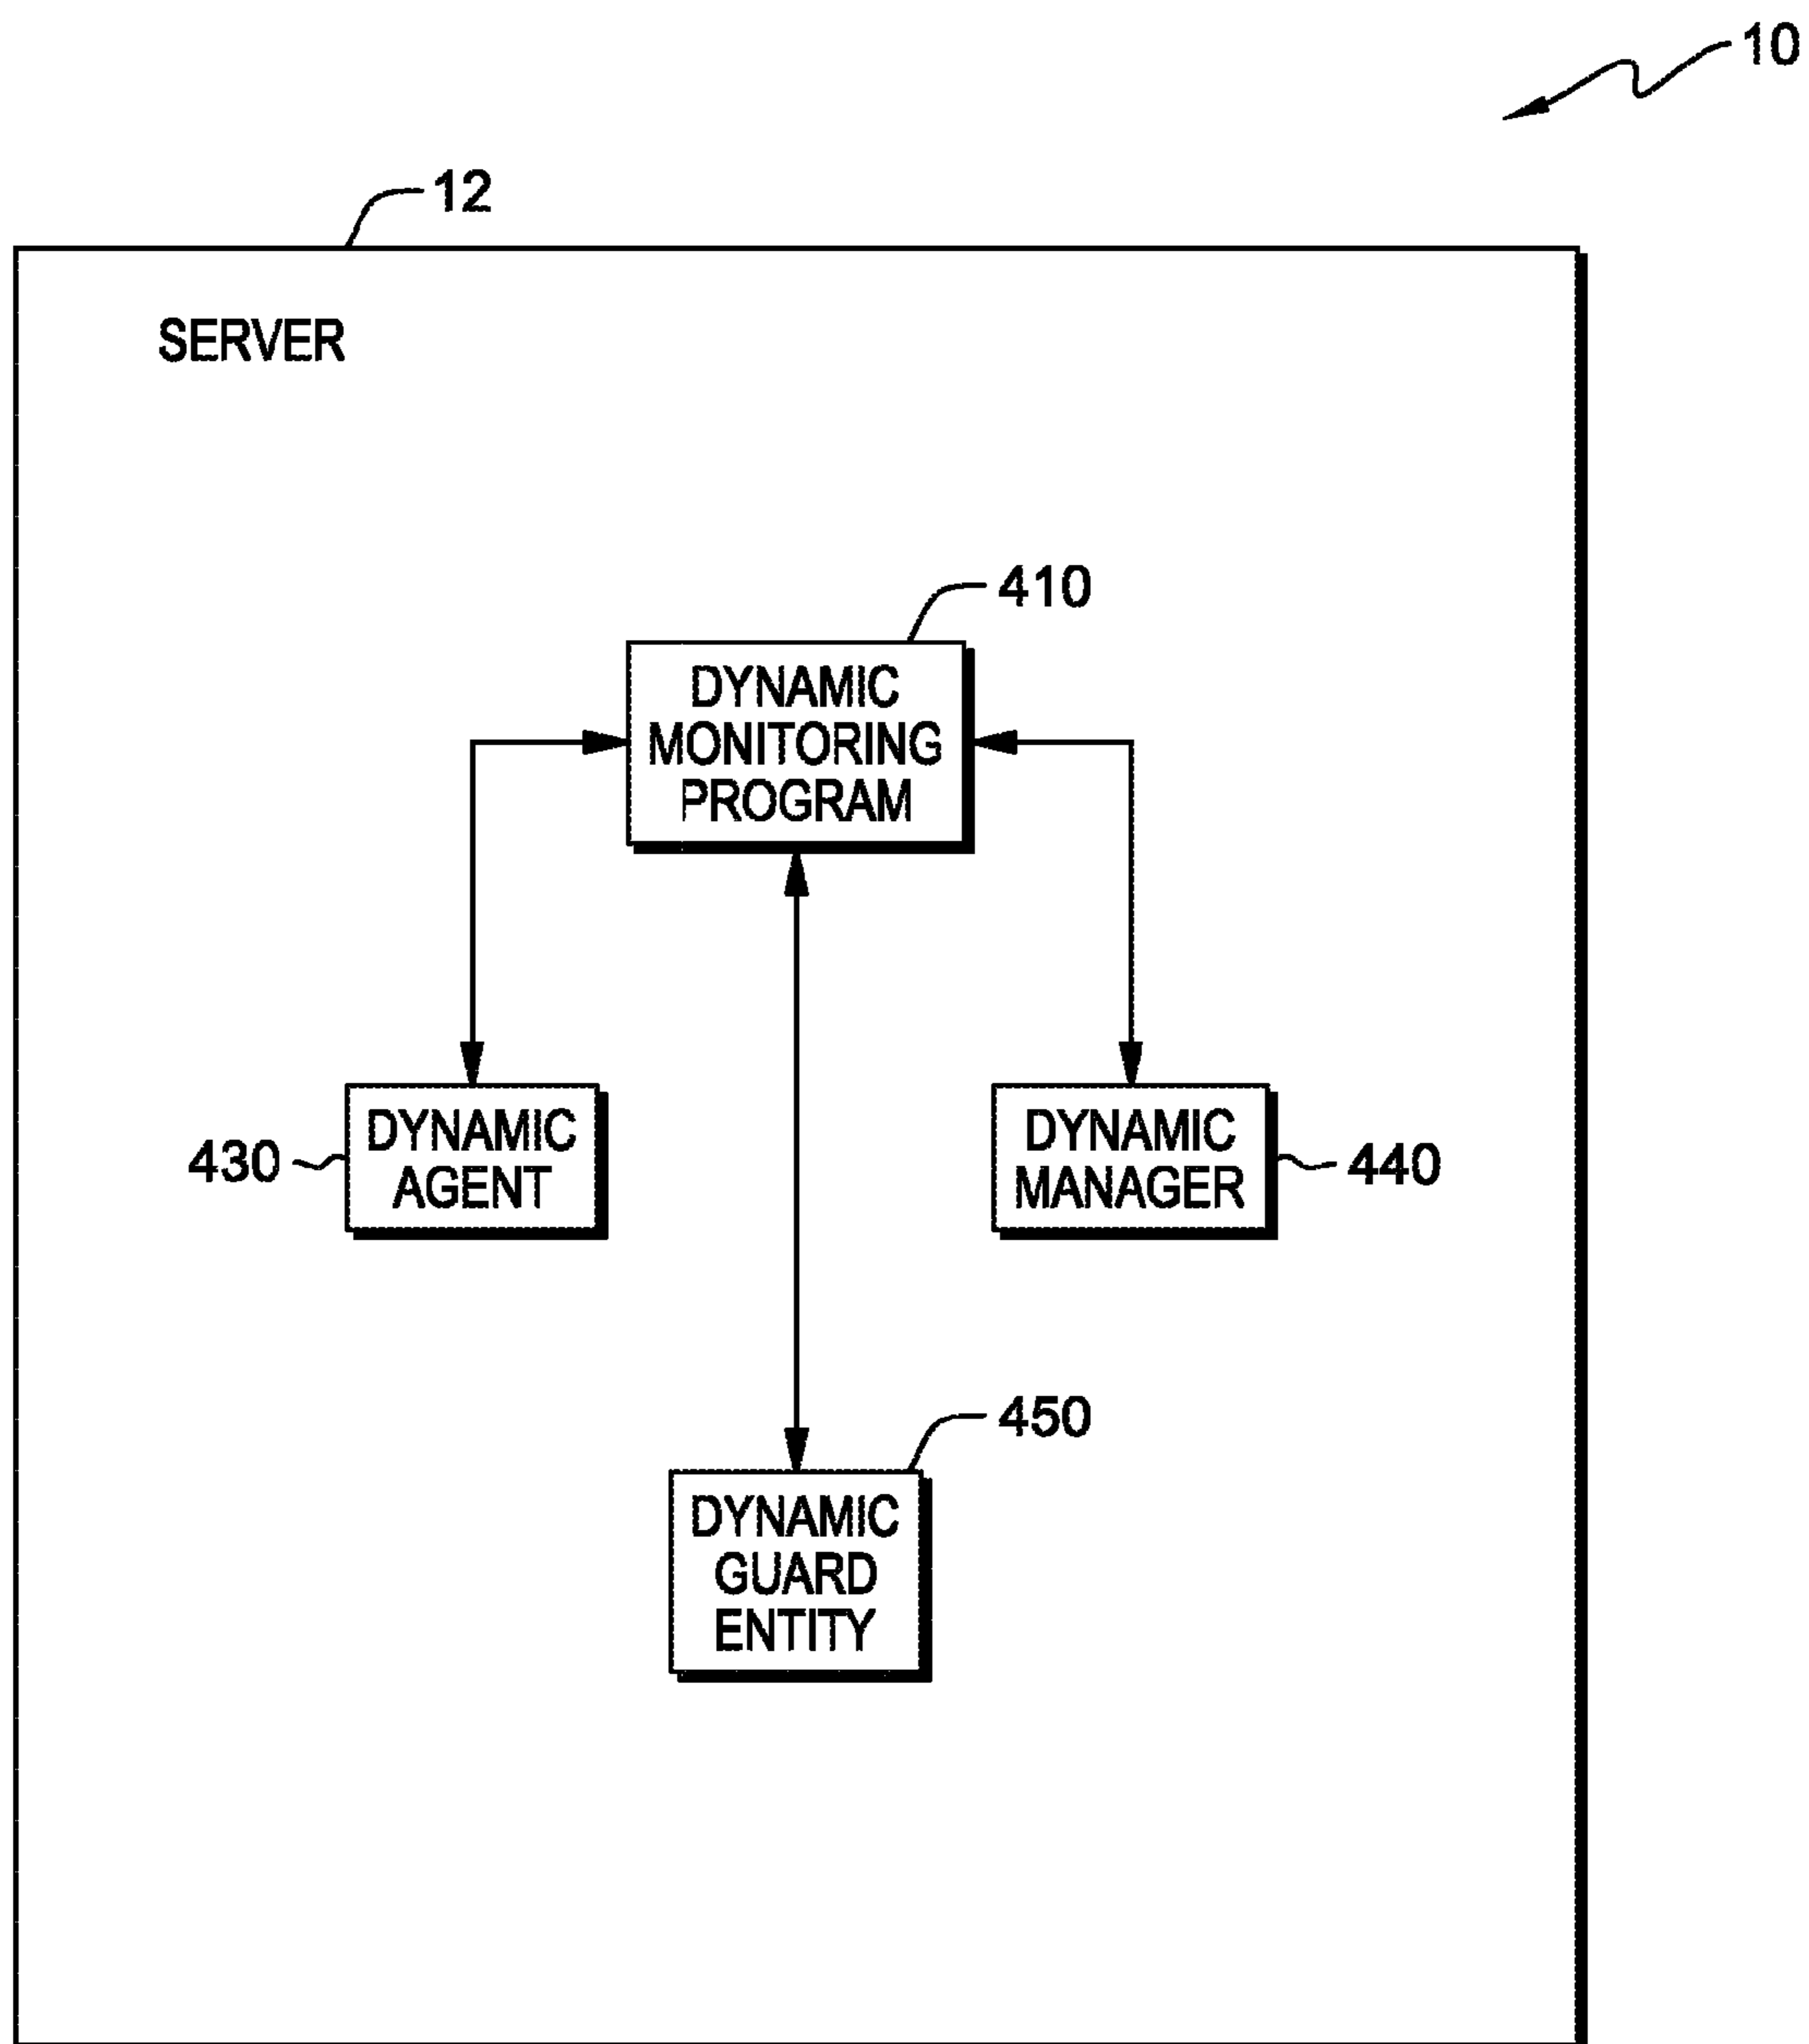 10
12
SERVER
410
DYNAMIC
MONITORING
PROGRAM
430
DYNAMIC
AGENT
DYNAMIC
MANAGER
440
450
DYNAMIC
GUARD
ENTITY